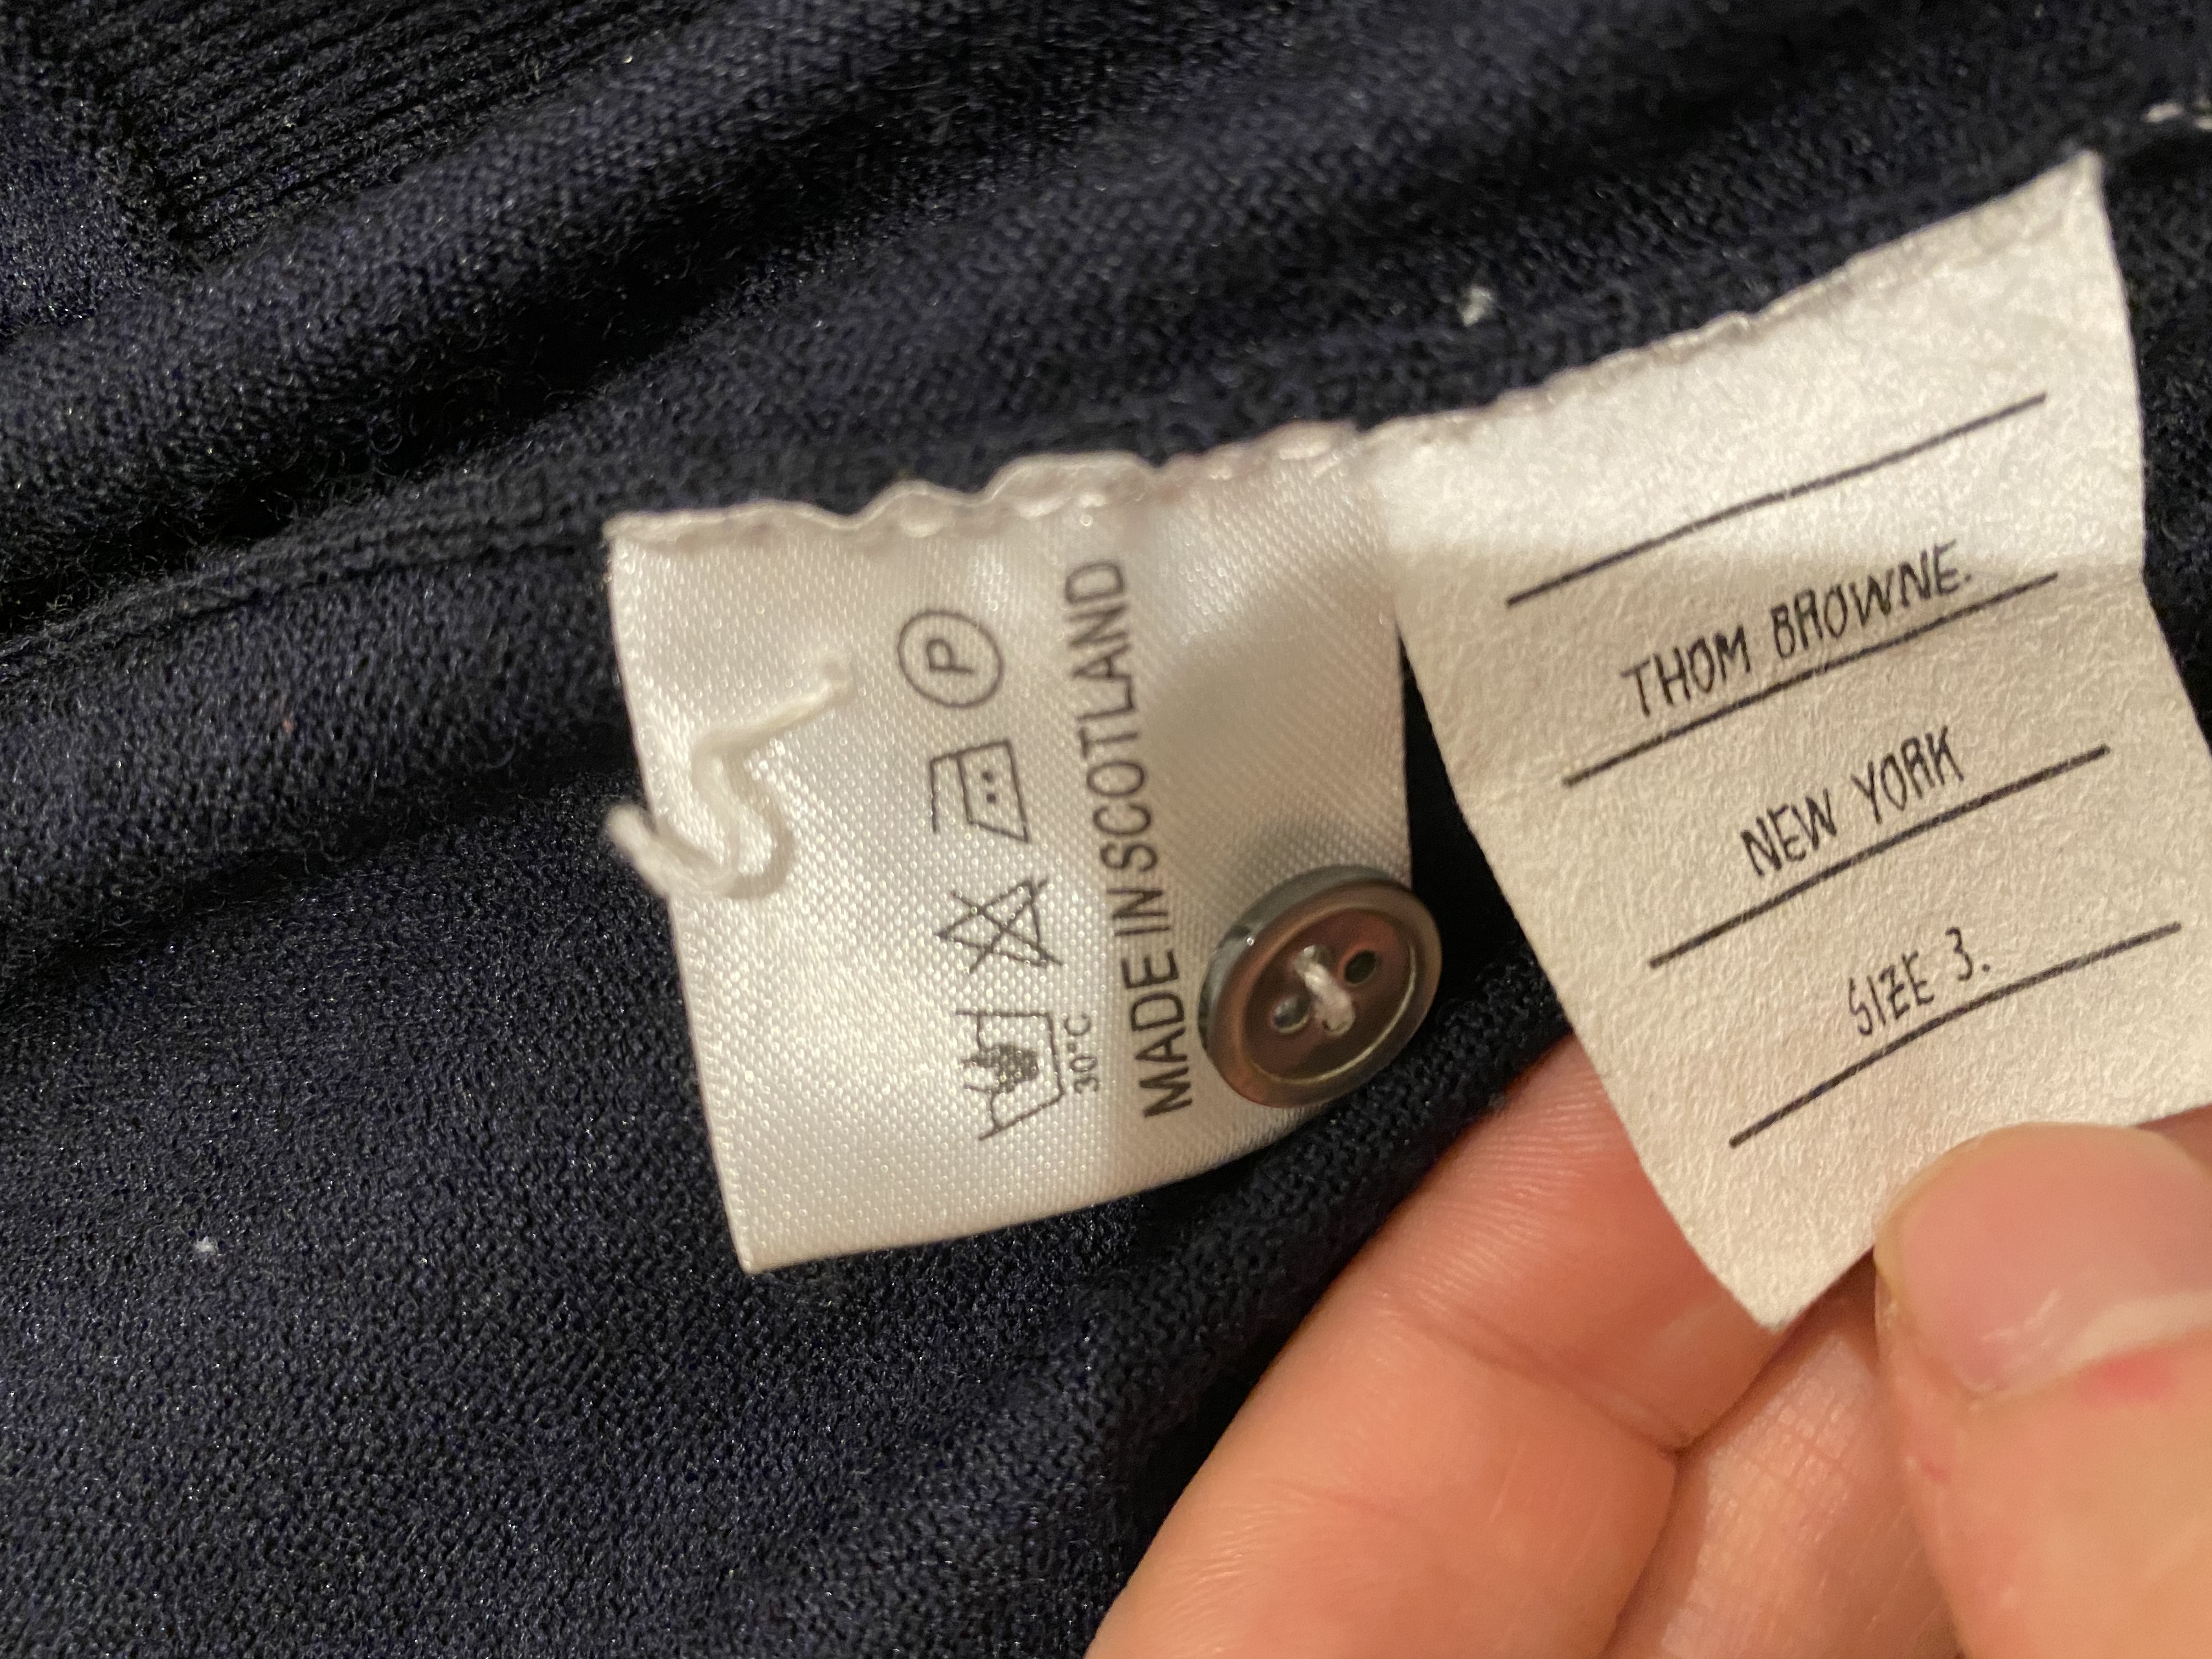 P
30°C
MADE IN SCOTLAND
THOM BROWNE.
NEW YORK
SIZE 3.